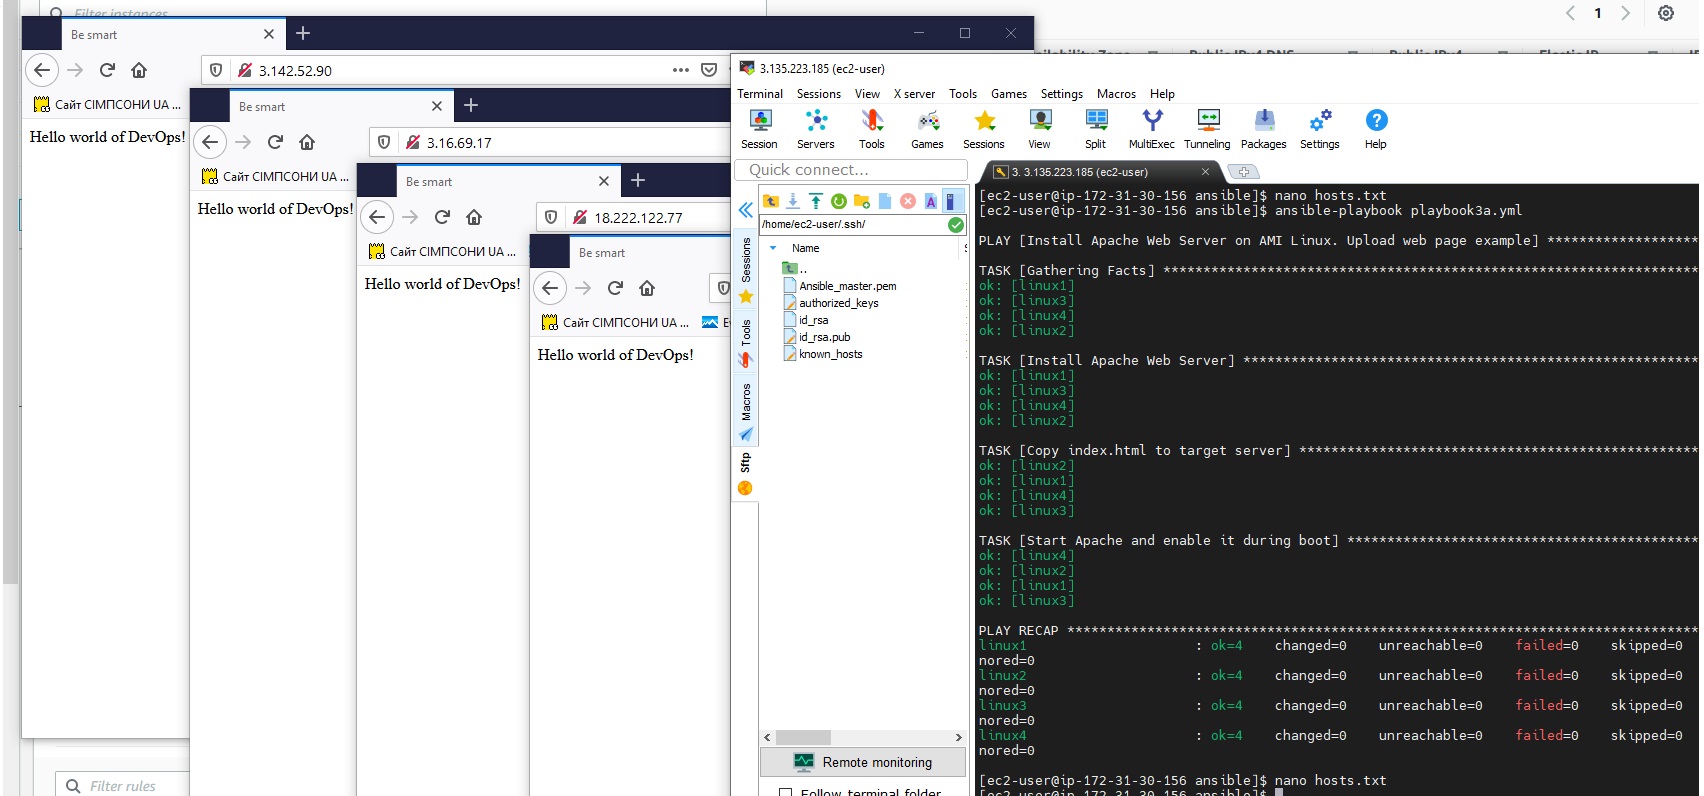 Filter instances
1
Availability Zone
Public IPv4 DNS
Public IPv4
Elastic IP
Be smart
3.142.52.90
Сайт СІМПСОНИ UA ...
Hello world of DevOps!
Be smart
3.16.69.17
Сайт СІМПСОНИ UA ...
Hello world of DevOps!
Be smart
18.222.122.77
Сайт СІМПСОНИ UA ...
Hello world of DevOps!
Be smart
Сайт СІМПСОНИ UA ...
Hello world of DevOps!
Filter rules
3.135.223.185 (ec2-user)
Terminal Sessions View X server Tools Games Settings Macros Help
Session Servers Tools Games Sessions View Split MultiExec Tunneling Packages Settings Help
Quick connect...
Sessions
Tools
Macros
Sftp
/home/ec2-user/.ssh/
Name
..
Ansible_master.pem
authorized_keys
id_rsa
id_rsa.pub
known_hosts
Remote monitoring
Follow terminal folder
3. 3.135.223.185 (ec2-user)
[ec2-user@ip-172-31-30-156 ansible]$ nano hosts.txt
[ec2-user@ip-172-31-30-156 ansible]$ ansible-playbook playbook3a.yml
PLAY [Install Apache Web Server on AMI Linux. Upload web page example] *******************
TASK [Gathering Facts] *******************************************************************
ok: [linux1]
ok: [linux3]
ok: [linux4]
ok: [linux2]
TASK [Install Apache Web Server] *********************************************************
ok: [linux1]
ok: [linux3]
ok: [linux4]
ok: [linux2]
TASK [Copy index.html to target server] **************************************************
ok: [linux2]
ok: [linux1]
ok: [linux4]
ok: [linux3]
TASK [Start Apache and enable it during boot] ********************************************
ok: [linux4]
ok: [linux2]
ok: [linux1]
ok: [linux3]
PLAY RECAP *******************************************************************************
linux1 : ok=4 changed=0 unreachable=0 failed=0 skipped=0
nored=0
linux2 : ok=4 changed=0 unreachable=0 failed=0 skipped=0
nored=0
linux3 : ok=4 changed=0 unreachable=0 failed=0 skipped=0
nored=0
linux4 : ok=4 changed=0 unreachable=0 failed=0 skipped=0
nored=0
[ec2-user@ip-172-31-30-156 ansible]$ nano hosts.txt
[ec2-user@ip-172-31-30-156 ansible]$